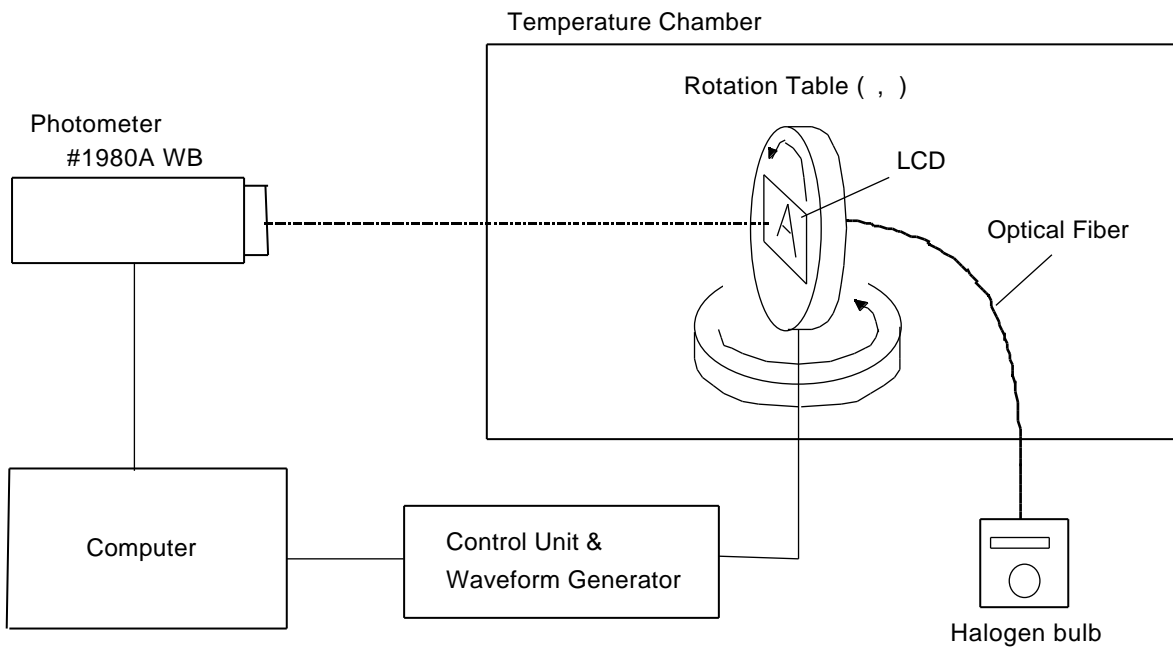 Temperature Chamber
Rotation Table ( , )
Photometer
#1980A WB
LCD
A
Optical Fiber
Computer
Control Unit &
Waveform Generator
Halogen bulb